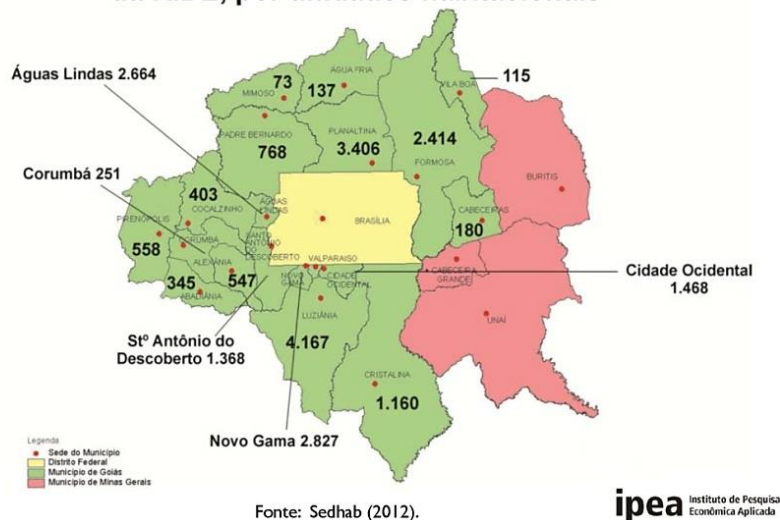 Águas Lindas 2.664
73
137
ÁGUA FRIA
115
MIMOSO
VILA BOA
PADRE BERNARDO
768
PLANALTINA
3.406
2.414
FORMOSA
Corumbá 251
403
COCALZINHO
ÁGUAS
LINDAS
BRASÍLIA
BURITIS
CABECEIRAS
180
PIRENÓPOLIS
558
CORUMBÁ
SANTO
ANTÔNIO
DO
DESCOBERTO
ALEXÂNIA
547
345
ABADIÂNIA
NOVO
GAMA
VALPARAISO
CIDADE
OCIDENTAL
CABECEIRA
GRANDE
Cidade Ocidental
1.468
UNAÍ
LUZIÂNIA
4.167
Stº Antônio do
Descoberto 1.368
CRISTALINA
1.160
Novo Gama 2.827
Legenda
Sede do Município
Distrito Federal
Município de Goiás
Município de Minas Gerais
Fonte: Sedhab (2012).
ipea Instituto de Pesquisa
Econômica Aplicada